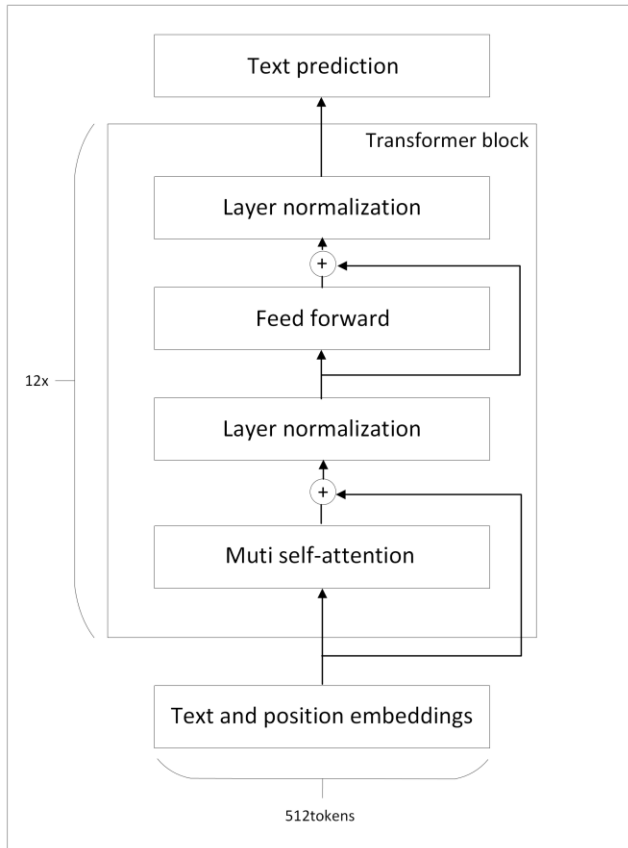 Text prediction
Transformer block
Layer normalization
+
Feed forward
12x
Layer normalization
+
Muti self-attention
Text and position embeddings
512tokens